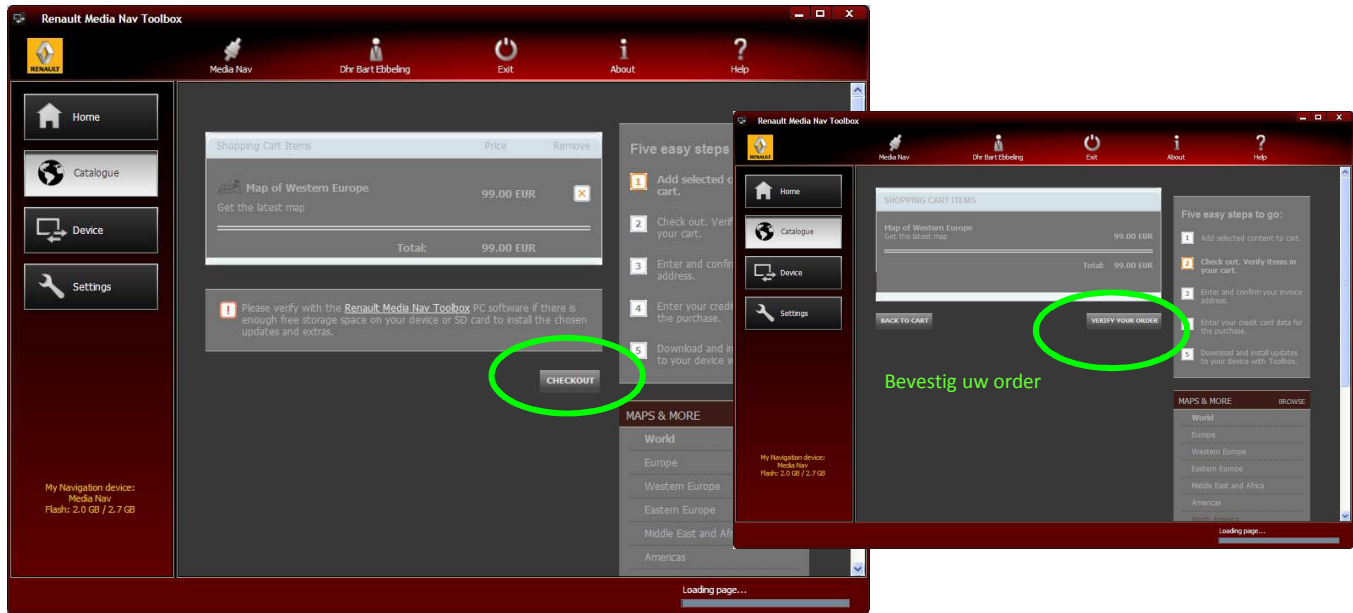 Renault Media Nav Toolbox
RENAULT
Media Nav
Dhr Bart Ebbeling
Exit
About
Help
Home
Catalogue
Device
Settings
My Navigation device:
Media Nav
Flash: 2.0 GB / 2.7 GB
Shopping Cart Items Price Remove
Map of Western Europe 99.00 EUR
Get the latest map
Total: 99.00 EUR
Please verify with the Renault Media Nav Toolbox PC software if there is
enough free storage space on your device or SD card to install the chosen
updates and extras.
CHECKOUT
Five easy steps
1 Add selected
cart.
2 Check out.
your cart.
3 Enter and
address.
4 Enter your
the purchase.
5 Download and
to your device
MAPS & MORE
World
Europe
Western Europe
Eastern Europe
Middle East and
Americas
Loading page...
Renault Media Nav Toolbox
RENAULT
Media Nav
Dhr Bart Ebbeling
Exit
About
Help
Home
Catalogue
Device
Settings
My Navigation device:
Media Nav
Flash: 2.0 GB / 2.7 GB
SHOPPING CART ITEMS
Map of Western Europe
Get the latest map 99.00 EUR
Total: 99.00 EUR
BACK TO CART
VERIFY YOUR ORDER
Bevestig uw order
Five easy steps to go:
1 Add selected content to cart.
2 Check out. Verify items in
your cart.
3 Enter and confirm your invoice
address.
Enter your credit card data for
the purchase.
5 Download and install updates
to your device with Toolbox.
MAPS & MORE BROWSE
World
Europe
Western Europe
Eastern Europe
Middle East and Africa
Americas
Loading page...